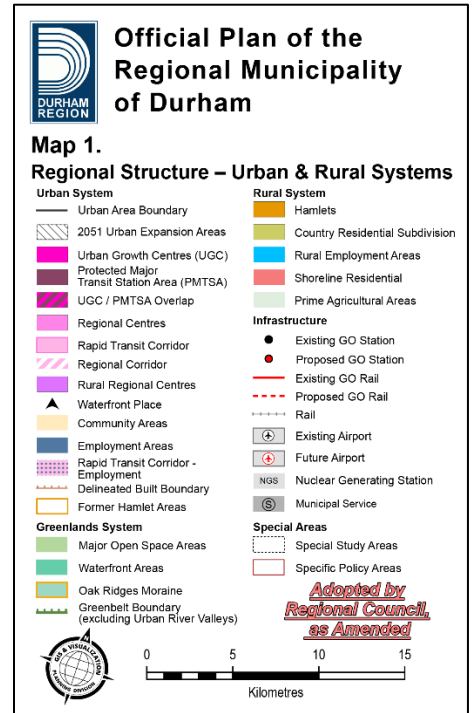 Official Plan of the
Regional Municipality
of Durham
DURHAM
REGION
Map 1.
Regional Structure – Urban & Rural Systems
Urban System
Urban Area Boundary
2051 Urban Expansion Areas
Urban Growth Centres (UGC)
Protected Major
Transit Station Area (PMTSA)
UGC / PMTSA Overlap
Regional Centres
Rapid Transit Corridor
Regional Corridor
Rural Regional Centres
Waterfront Place
Community Areas
Employment Areas
Rapid Transit Corridor -
Employment
Delineated Built Boundary
Former Hamlet Areas
Greenlands System
Major Open Space Areas
Waterfront Areas
Oak Ridges Moraine
Greenbelt Boundary
(excluding Urban River Valleys)
Rural System
Hamlets
Country Residential Subdivision
Rural Employment Areas
Shoreline Residential
Prime Agricultural Areas
Infrastructure
Existing GO Station
Proposed GO Station
Existing GO Rail
Proposed GO Rail
Rail
Existing Airport
Future Airport
NGS Nuclear Generating Station
S Municipal Service
Special Areas
Special Study Areas
Specific Policy Areas
Adopted by
Regional Council,
as Amended
GIS & VISUALIZATION
PLANNING DIVISION
0 5 10 15
Kilometres